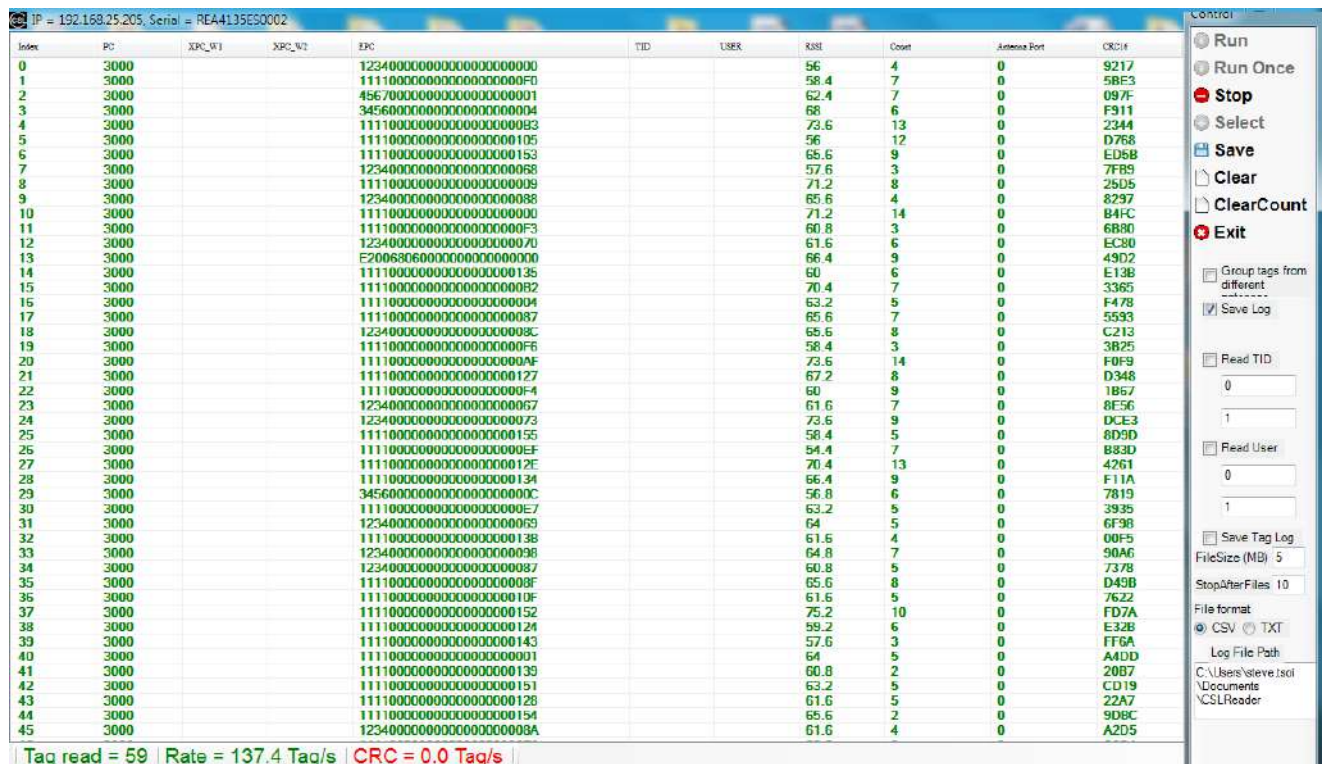 IP = 192.168.25.205, Serial = REA4135ES0002
Index PC XPC_W1 XPC_W2 EPC TID USER RSSI Count Antenna Port CRC16
0 3000 123400000000000000000000 56 4 0 9217
1 3000 1111000000000000000000F0 58.4 7 0 5BE3
2 3000 456700000000000000000001 62.4 7 0 097F
3 3000 345600000000000000000004 68 6 0 F911
4 3000 1111000000000000000000B3 73.6 13 0 2344
5 3000 111100000000000000000105 56 12 0 D768
6 3000 111100000000000000000153 65.6 9 0 ED5B
7 3000 123400000000000000000068 57.6 3 0 7FB9
8 3000 111100000000000000000009 71.2 8 0 25D5
9 3000 123400000000000000000088 65.6 4 0 8297
10 3000 111100000000000000000000 71.2 14 0 B4FC
11 3000 1111000000000000000000F3 60.8 3 0 6B80
12 3000 123400000000000000000070 61.6 6 0 EC80
13 3000 E20068060000000000000000 66.4 9 0 49D2
14 3000 111100000000000000000135 60 6 0 E13B
15 3000 1111000000000000000000B2 70.4 7 0 3365
16 3000 111100000000000000000004 63.2 5 0 F478
17 3000 111100000000000000000087 65.6 7 0 5593
18 3000 12340000000000000000008C 65.6 8 0 C213
19 3000 1111000000000000000000F6 58.4 3 0 3B25
20 3000 1111000000000000000000AF 73.6 14 0 F0F9
21 3000 111100000000000000000127 67.2 8 0 D348
22 3000 1111000000000000000000F4 60 9 0 1B67
23 3000 123400000000000000000067 61.6 7 0 8E56
24 3000 123400000000000000000073 73.6 9 0 DCE3
25 3000 111100000000000000000155 58.4 5 0 8D9D
26 3000 1111000000000000000000EF 54.4 7 0 B83D
27 3000 11110000000000000000012E 70.4 13 0 4261
28 3000 111100000000000000000134 66.4 9 0 F11A
29 3000 34560000000000000000000C 56.8 6 0 7819
30 3000 1111000000000000000000E7 63.2 5 0 3935
31 3000 123400000000000000000069 64 5 0 6F98
32 3000 11110000000000000000013B 61.6 4 0 00F5
33 3000 123400000000000000000098 64.8 7 0 90A6
34 3000 123400000000000000000087 60.8 5 0 7378
35 3000 11110000000000000000008F 65.6 8 0 D49B
36 3000 11110000000000000000010F 61.6 5 0 7622
37 3000 111100000000000000000152 75.2 10 0 FD7A
38 3000 111100000000000000000124 59.2 6 0 E32B
39 3000 111100000000000000000143 57.6 3 0 FF6A
40 3000 111100000000000000000001 64 5 0 A4DD
41 3000 111100000000000000000139 60.8 2 0 20B7
42 3000 111100000000000000000151 63.2 5 0 CD19
43 3000 111100000000000000000128 61.6 5 0 22A7
44 3000 111100000000000000000154 65.6 2 0 9DBC
45 3000 12340000000000000000008A 61.6 4 0 A2D5
Tag read = 59 Rate = 137.4 Tag/s CRC = 0.0 Tag/s
Control
Run
Run Once
Stop
Select
Save
Clear
ClearCount
Exit
Group tags from
different
Save Log
Read TID
0
1
Read User
0
1
Save Tag Log
FileSize (MB) 5
StopAfterFiles 10
File format
CSV TXT
Log File Path
C:\Users\steve.tsoi
\Documents
\CSLReader